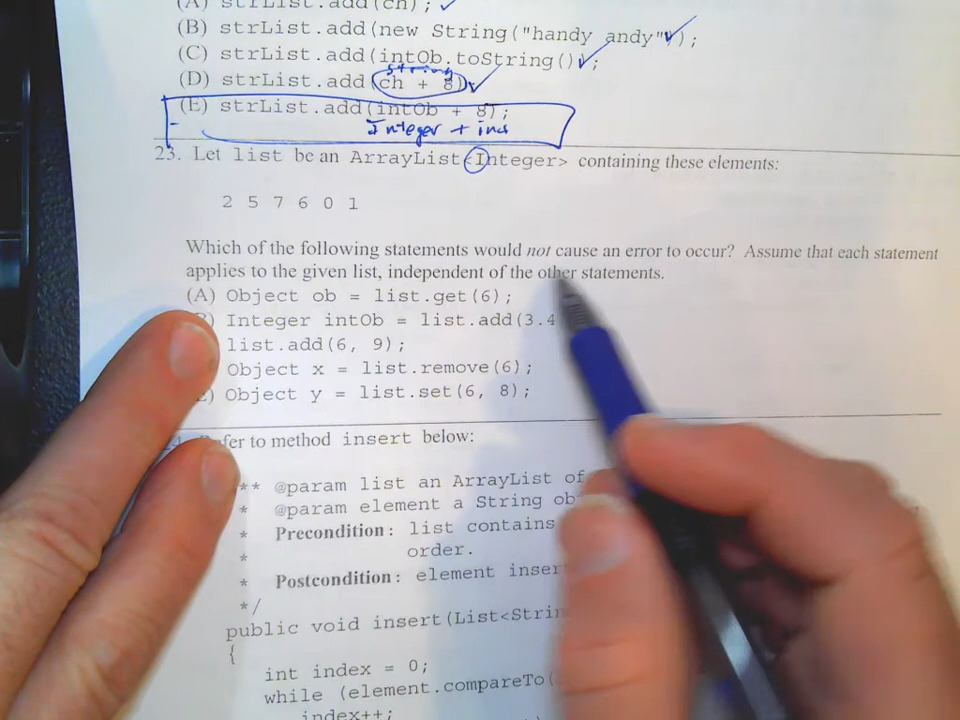 (A) strList.add(ch);
(B) strList.add(new String("handy andy"));
(C) strList.add(intOb.toString());
String
(D) strList.add(ch + 8);
(E) strList.add(intOb + 8);
Integer + int
23. Let list be an ArrayList<Integer> containing these elements:
2 5 7 6 0 1
Which of the following statements would not cause an error to occur? Assume that each statement
applies to the given list, independent of the other statements.
(A) Object ob = list.get(6);
) Integer intOb = list.add(3.4
list.add(6, 9);
Object x = list.remove(6);
) Object y = list.set(6, 8);
24. Refer to method insert below:
** @param list an ArrayList of
* @param element a String ob
* Precondition: list contains
* order.
* Postcondition: element inser
*/
public void insert(List<Strin
{
int index = 0;
while (element.compareTo(
index++;